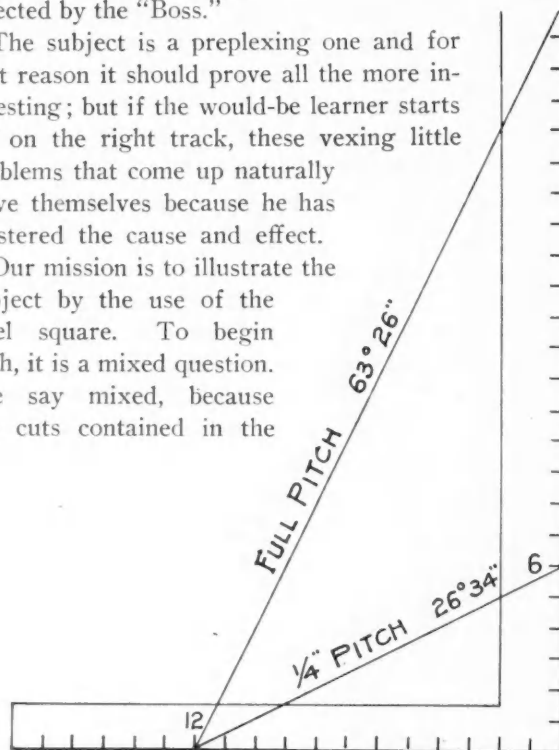 ected by the “Boss.”
The subject is a preplexing one and for
t reason it should prove all the more in-
esting; but if the would-be learner starts
on the right track, these vexing little
blems that come up naturally
ve themselves because he has
stered the cause and effect.
Our mission is to illustrate the
ject by the use of the
el square. To begin
h, it is a mixed question.
e say mixed, because
cuts contained in the
FULL PITCH 63° 26"
¼" PITCH 26° 34"
6
12